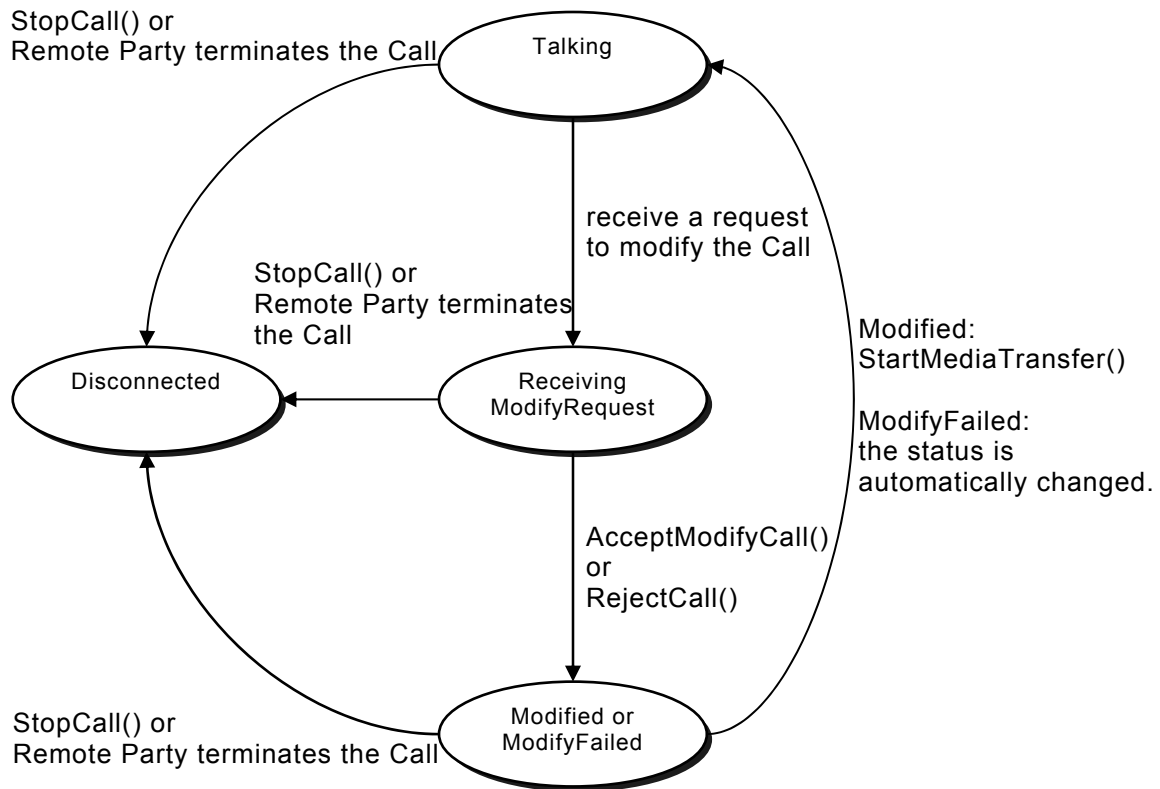 StopCall() or
Remote Party terminates the Call
Talking
receive a request
to modify the Call
StopCall() or
Remote Party terminates
the Call
Modified:
StartMediaTransfer()
ModifyFailed:
the status is
automatically changed.
Disconnected
Receiving
ModifyRequest
AcceptModifyCall()
or
RejectCall()
StopCall() or
Remote Party terminates the Call
Modified or
ModifyFailed